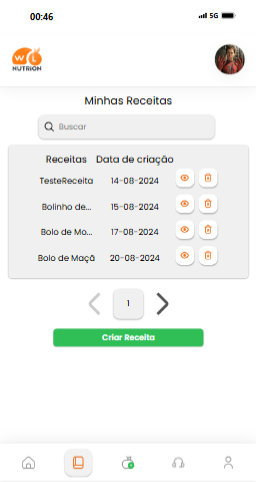 00:46
5G
NUTRION
Minhas Receitas
Buscar
Receitas Data de criação
TesteReceita 14-08-2024
Bolinho de... 15-08-2024
Bolo de Mo... 17-08-2024
Bolo de Maçã 20-08-2024
1
Criar Receita